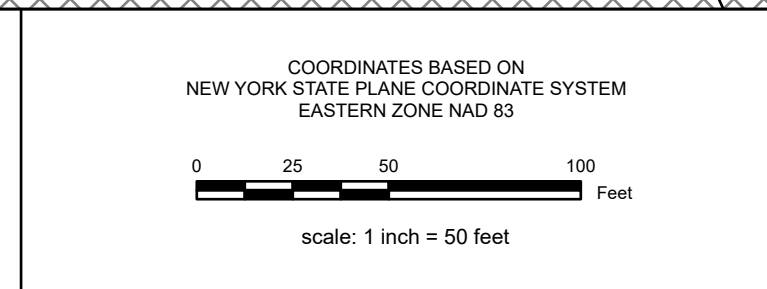 COORDINATES BASED ON
NEW YORK STATE PLANE COORDINATE SYSTEM
EASTERN ZONE NAD 83
0 25 50 100
Feet
scale: 1 inch = 50 feet